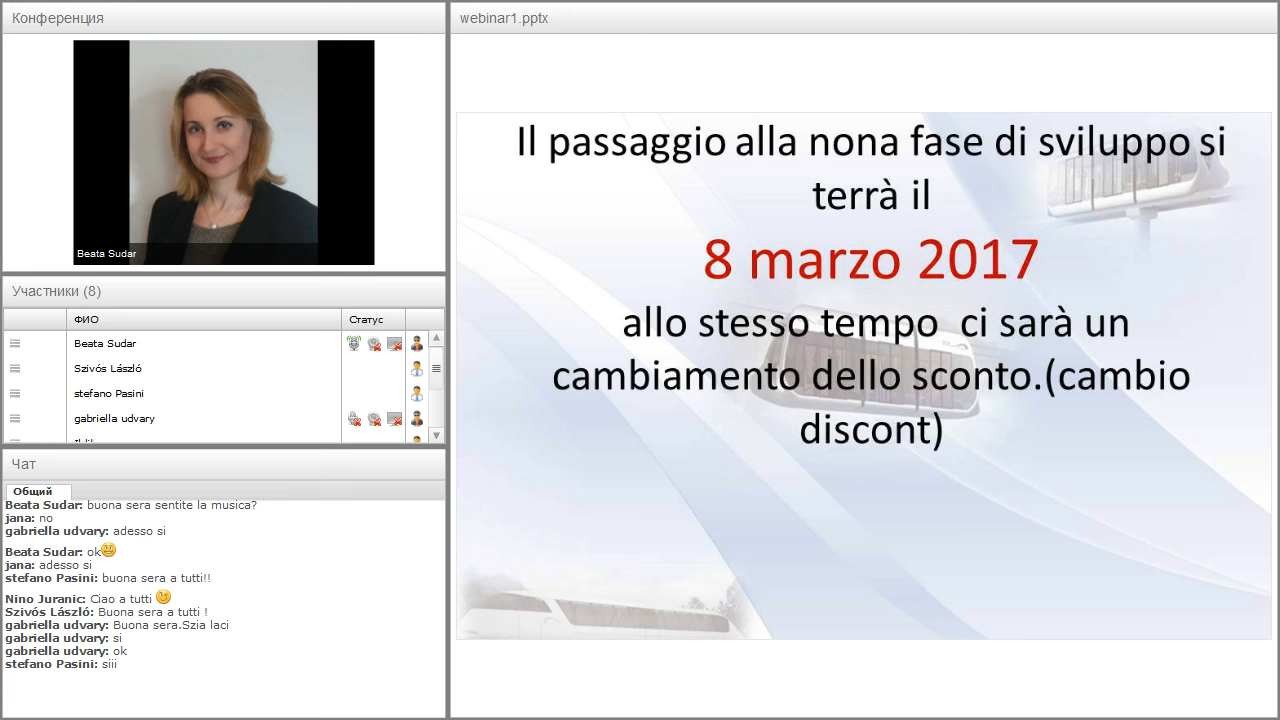 Конференция
Beata Sudar
Участники (8)
ФИО
Статус
Beata Sudar
Szivós László
stefano Pasini
gabriella udvary
Чат
Общий
Beata Sudar: buona sera sentite la musica?
jana: no
gabriella udvary: adesso si
Beata Sudar: ok
jana: adesso si
stefano Pasini: buona sera a tutti!!
Nino Juranic: Ciao a tutti
Szivós László: Buona sera a tutti !
gabriella udvary: Buona sera.Szia laci
gabriella udvary: si
gabriella udvary: ok
stefano Pasini: siii
webinar1.pptx
Il passaggio alla nona fase di sviluppo si
terrà il
8 marzo 2017
allo stesso tempo ci sarà un
cambiamento dello sconto.(cambio
discont)